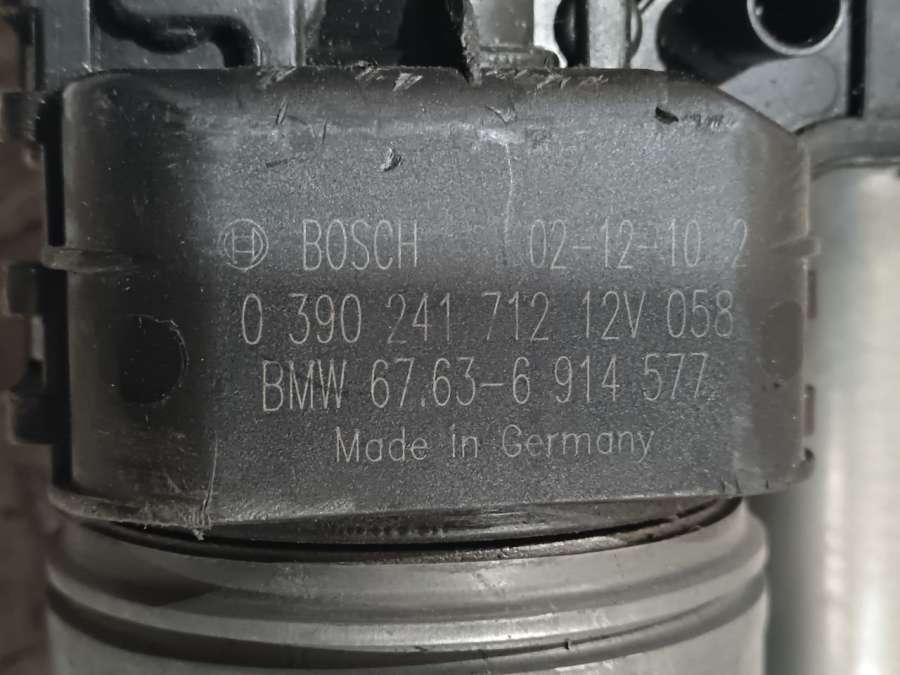 BOSCH 02-12-10 2
0 390 241 712 12V 058
BMW 67.63-6 914 577
Made in Germany